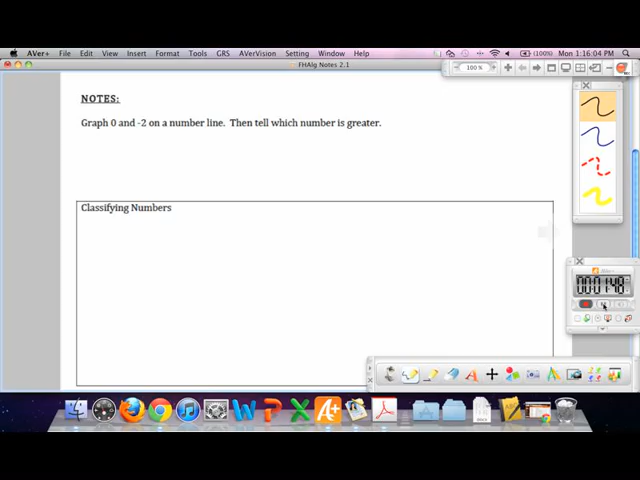 AVer+ File Edit View Insert Format Tools GRS AVerVision Setting Window Help (100%) Mon 1:16:04 PM
FHAlg Notes 2.1
100 %
NOTES:
Graph 0 and -2 on a number line. Then tell which number is greater.
Classifying Numbers
AVer+
00:01:48